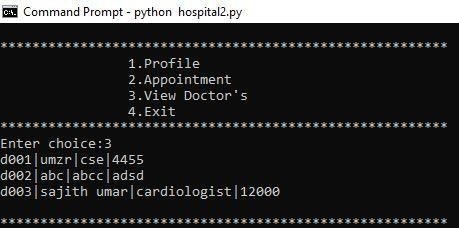 Command Prompt - python  hospital2.py
********************************************************
1.Profile
2.Appointment
3.View Doctor's
4.Exit
********************************************************
Enter choice:3
d001|umzr|cse|4455
d002|abc|abcc|adsd
d003|sajith umar|cardiologist|12000
********************************************************